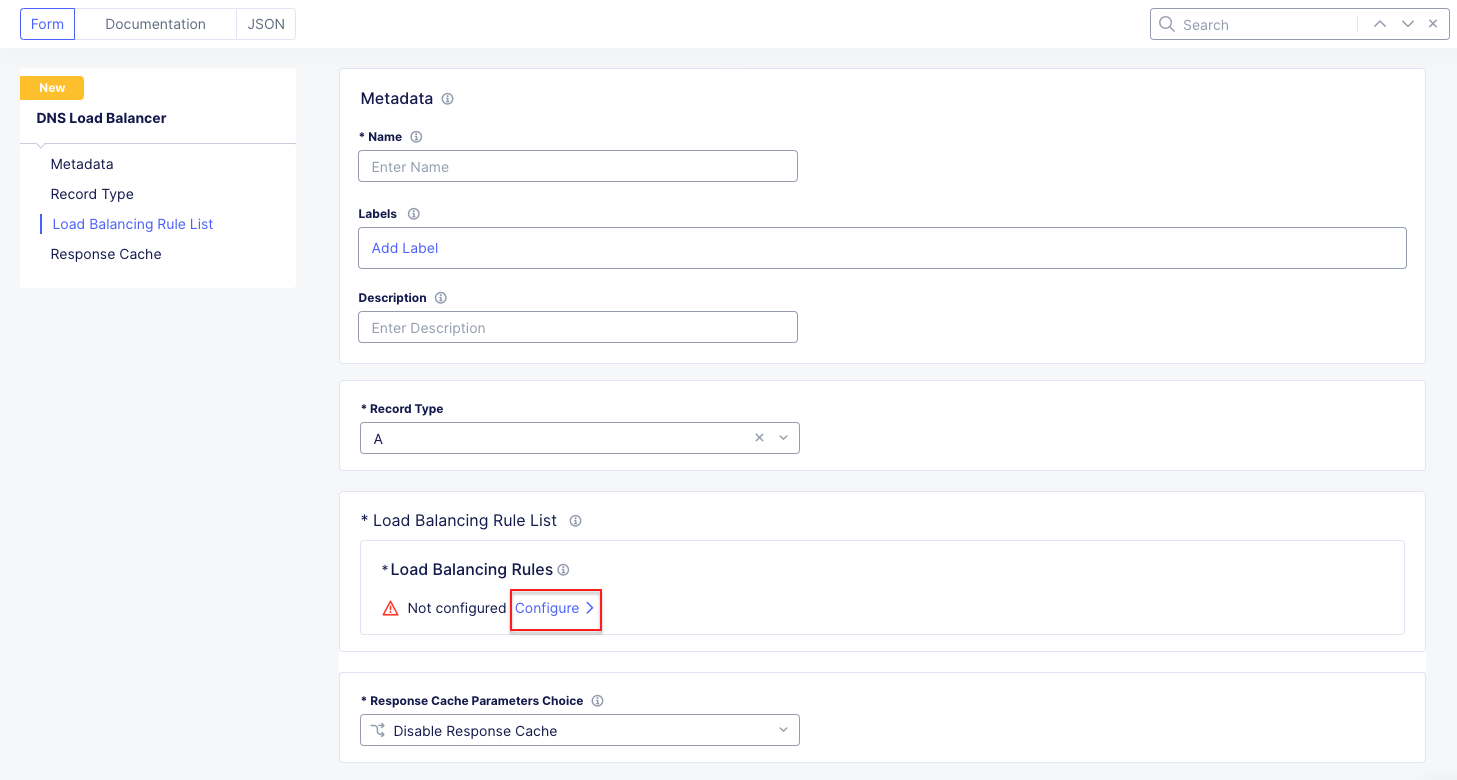 Form
Documentation
JSON
Search
New
DNS Load Balancer
Metadata
Record Type
Load Balancing Rule List
Response Cache
Metadata
* Name
Enter Name
Labels
Add Label
Description
Enter Description
* Record Type
A
* Load Balancing Rule List
* Load Balancing Rules
Not configured Configure
* Response Cache Parameters Choice
Disable Response Cache